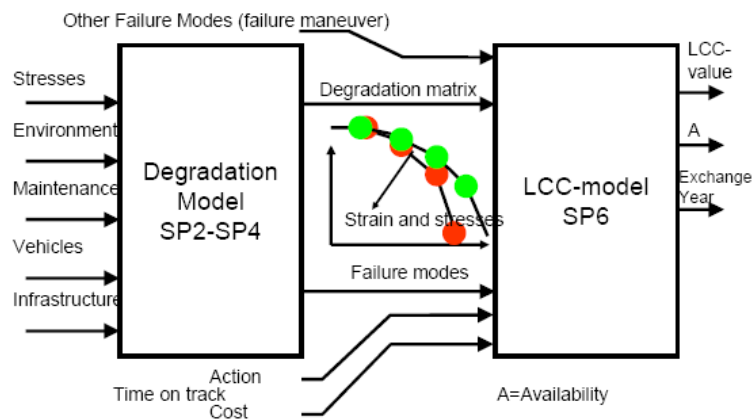 Other Failure Modes (failure maneuver)
LCC-
value
Stresses
Degradation matrix
Environment
A
Degradation
Model
SP2-SP4
LCC-model
SP6
Maintenance
Exchange
Year
Strain and stresses
Vehicles
Failure modes
Infrastructure
Action
Time on track
A=Availability
Cost